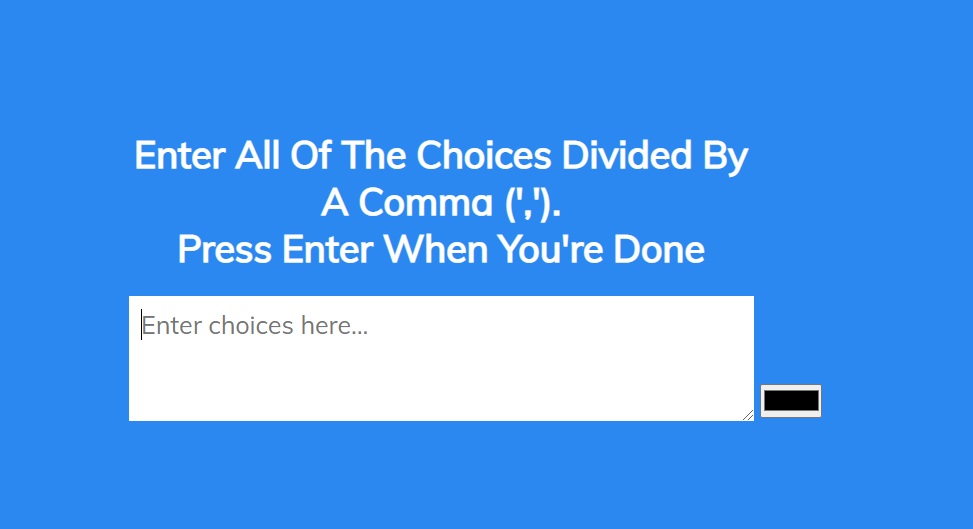 Enter All Of The Choices Divided By
A Comma (',').
Press Enter When You're Done
Enter choices here...